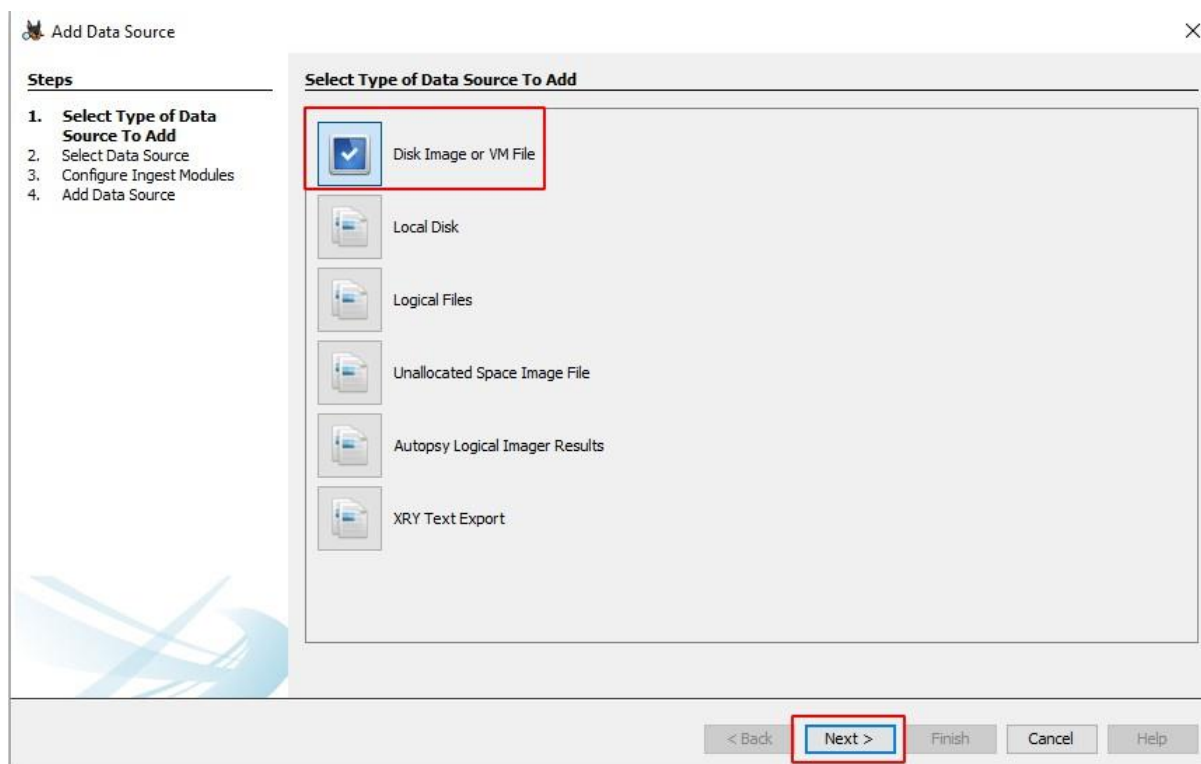 Add Data Source
Steps
1. Select Type of Data
Source To Add
2. Select Data Source
3. Configure Ingest Modules
4. Add Data Source
Select Type of Data Source To Add
Disk Image or VM File
Local Disk
Logical Files
Unallocated Space Image File
Autopsy Logical Imager Results
XRY Text Export
< Back Next > Finish Cancel Help